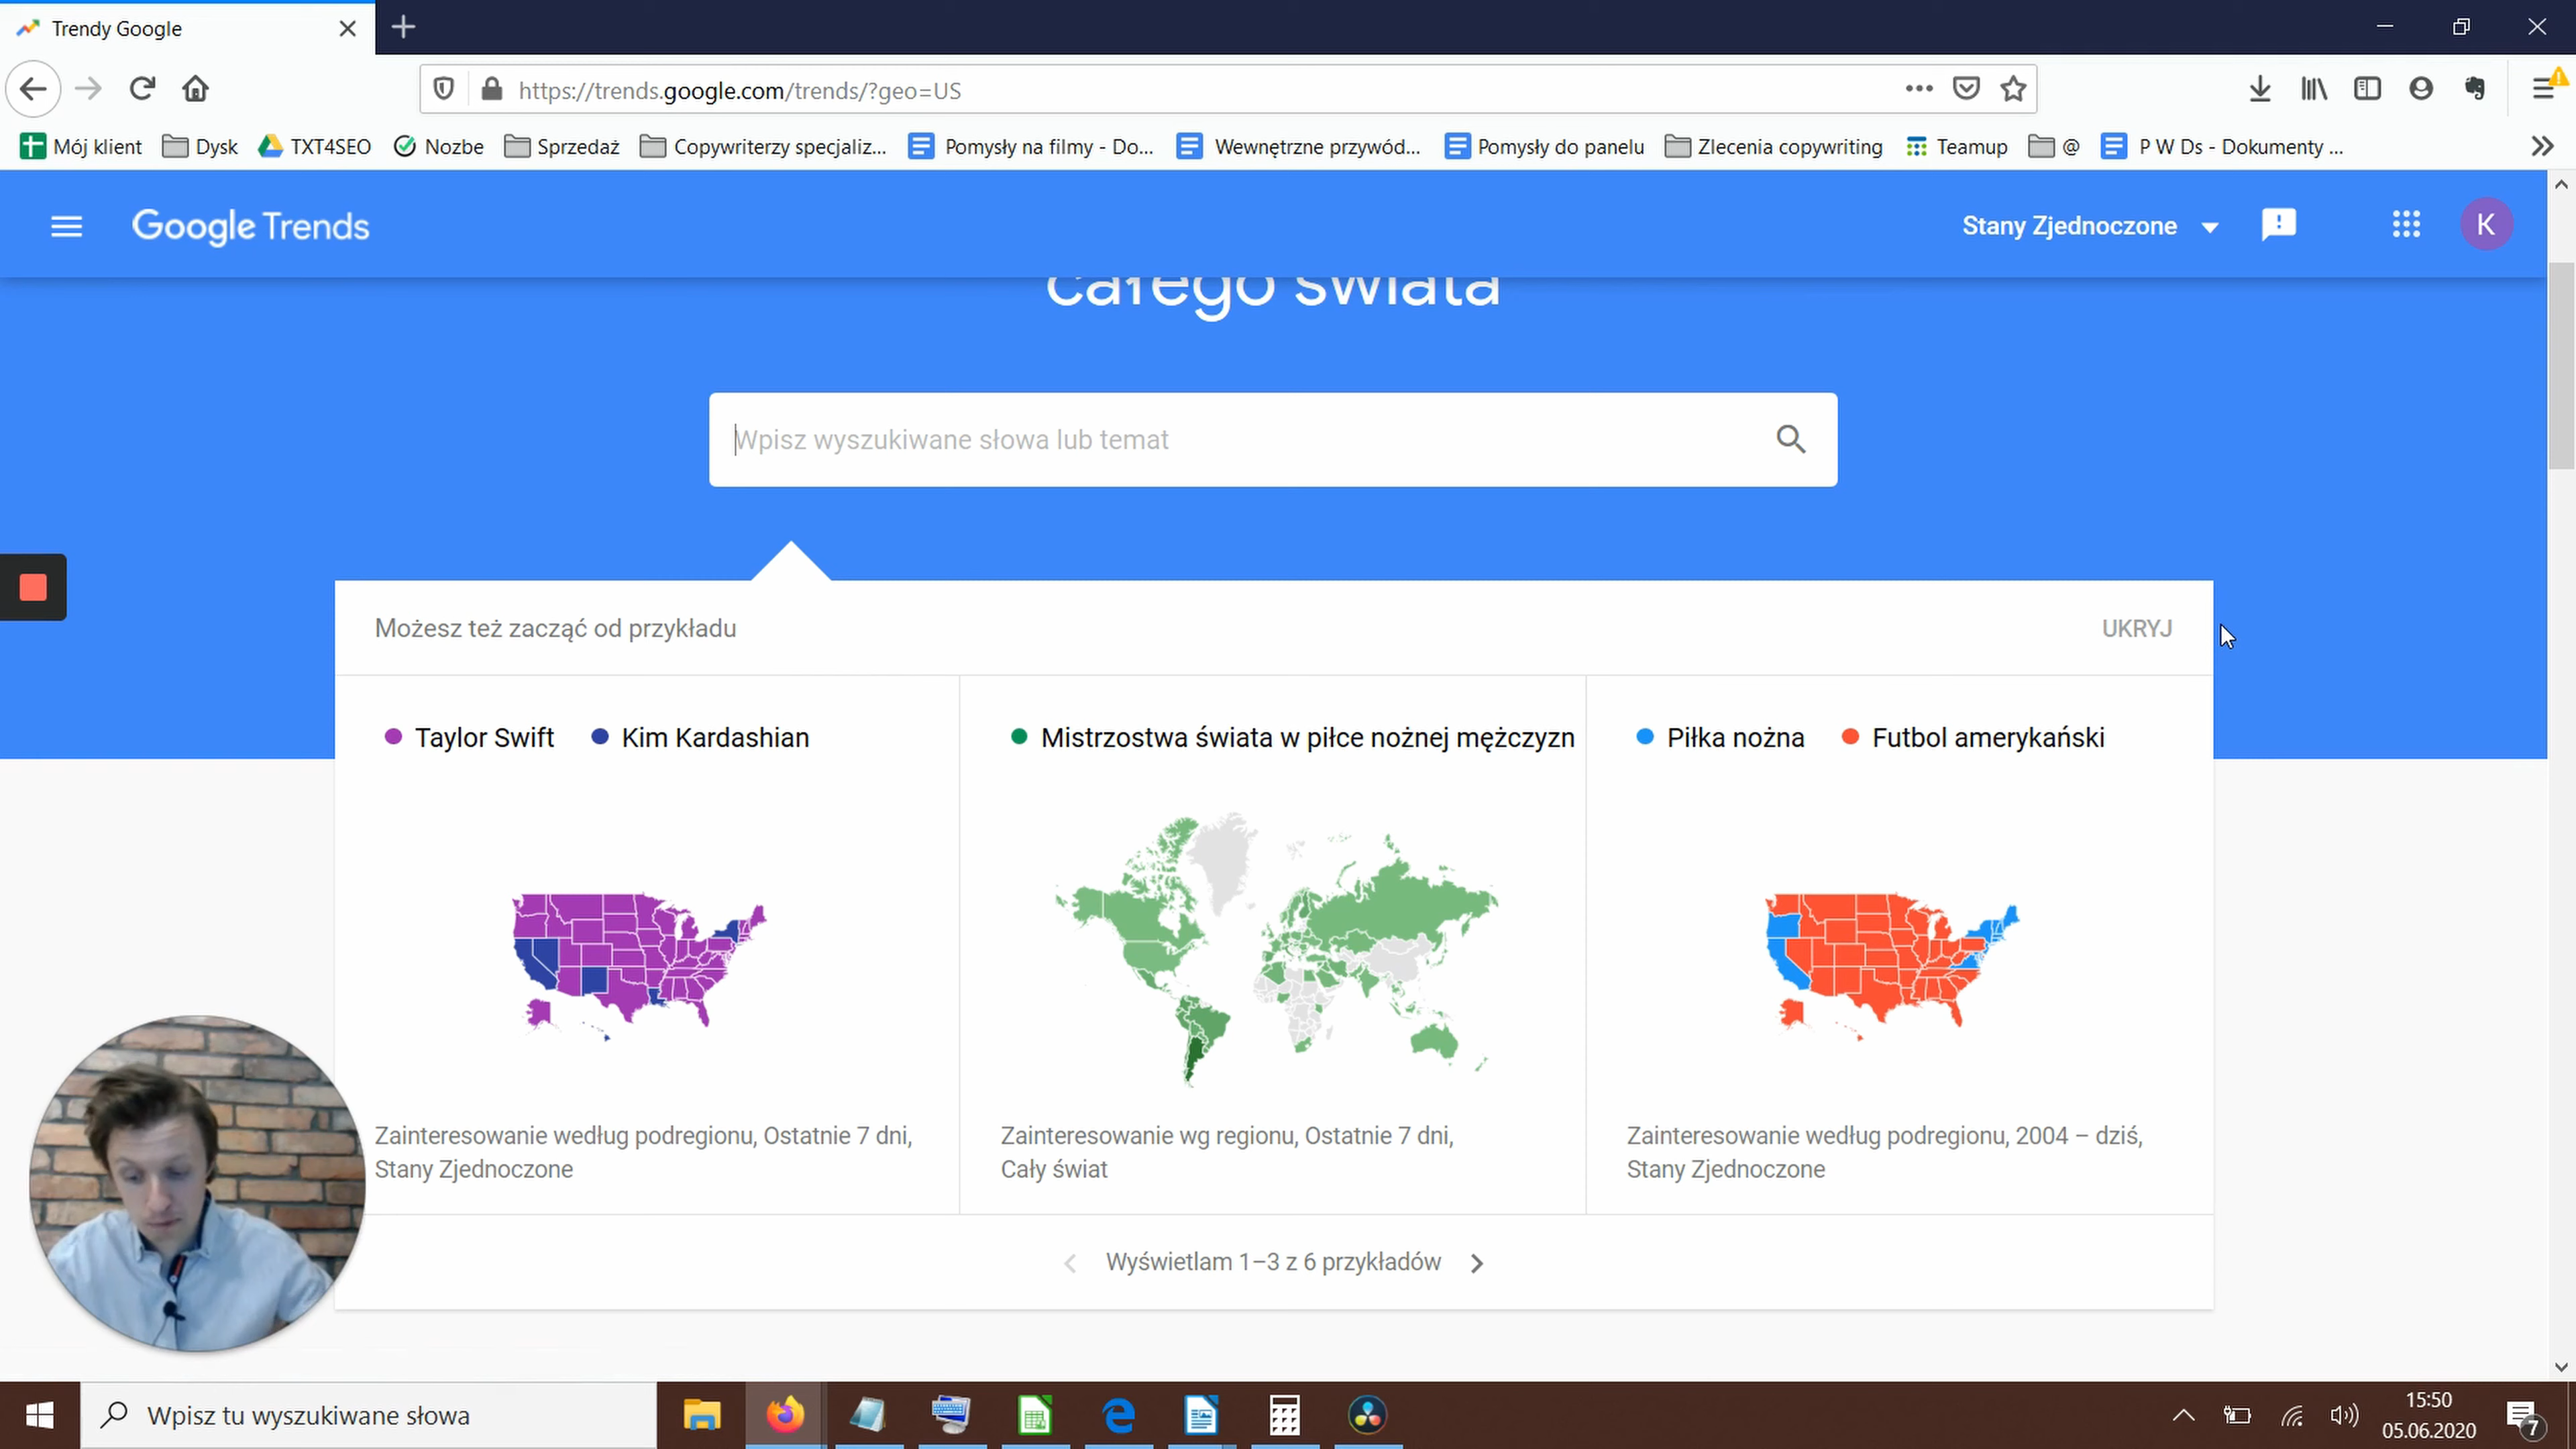 Trendy Google
https://trends.google.com/trends/?geo=US
Mój klient Dysk TXT4SEO Nozbe Sprzedaż Copywriterzy specjaliz... Pomysły na filmy - Do... Wewnętrzne przywód... Pomysły do panelu Zlecenia copywriting Teamup @ P W Ds - Dokumenty ...
Google Trends Stany Zjednoczone K
całego świata
Wpisz wyszukiwane słowa lub temat
Możesz też zacząć od przykładu UKRYJ
Taylor Swift Kim Kardashian
Zainteresowanie według podregionu, Ostatnie 7 dni,
Stany Zjednoczone
Mistrzostwa świata w piłce nożnej mężczyzn
Zainteresowanie wg regionu, Ostatnie 7 dni,
Cały świat
Piłka nożna Futbol amerykański
Zainteresowanie według podregionu, 2004 – dziś,
Stany Zjednoczone
Wyświetlam 1–3 z 6 przykładów
Wpisz tu wyszukiwane słowa
15:50
05.06.2020
7